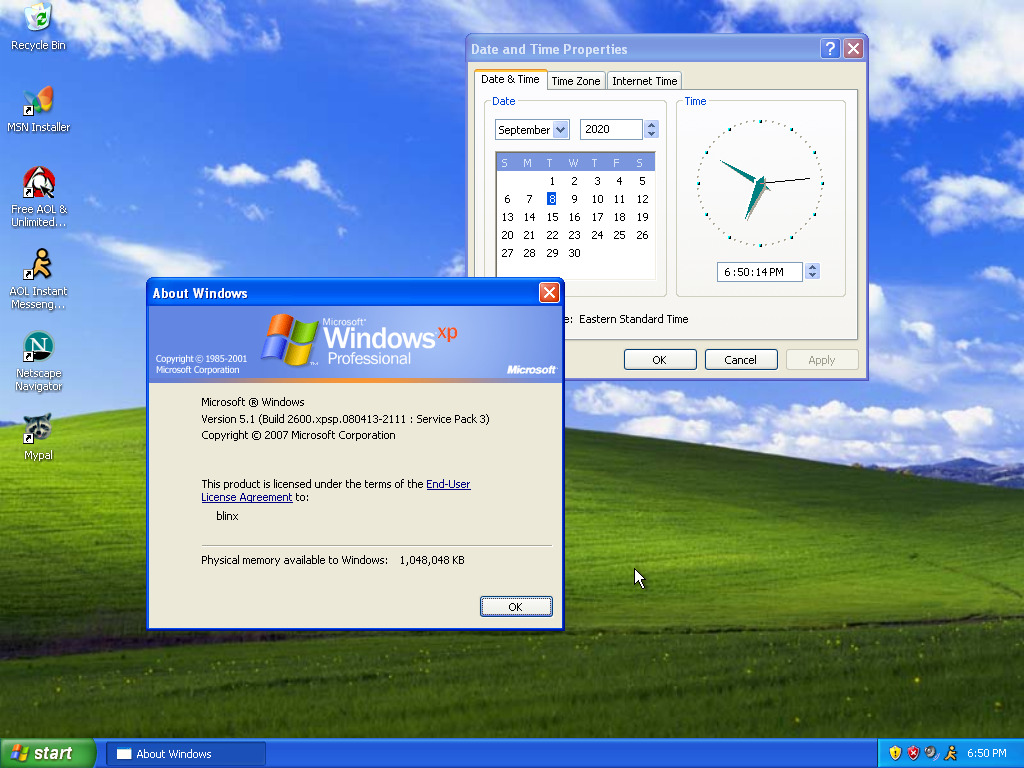 Recycle Bin
MSN Installer
Free AOL &
Unlimited...
AOL Instant
Messeng...
Netscape
Navigator
Mypal
Date and Time Properties
Date & Time
Time Zone
Internet Time
Date
September
2020
S M T W T F S
1 2 3 4 5
6 7 8 9 10 11 12
13 14 15 16 17 18 19
20 21 22 23 24 25 26
27 28 29 30
Time
6:50:14 PM
e: Eastern Standard Time
OK
Cancel
Apply
About Windows
Copyright © 1985-2001
Microsoft Corporation
Microsoft®
Windows xp
Professional
Microsoft
Microsoft ® Windows
Version 5.1 (Build 2600.xpsp.080413-2111 : Service Pack 3)
Copyright © 2007 Microsoft Corporation
This product is licensed under the terms of the End-User
License Agreement to:
blinx
Physical memory available to Windows: 1,048,048 KB
OK
start
About Windows
6:50 PM